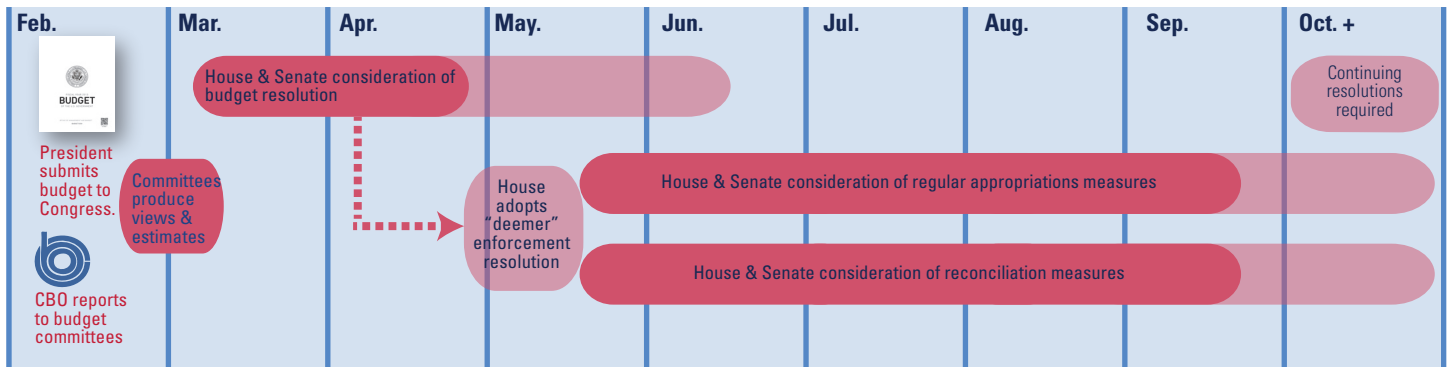 Feb.
Mar.
Apr.
May.
Jun.
Jul.
Aug.
Sep.
Oct. +
BUDGET
President
submits
budget to
Congress.
CBO reports
to budget
committees
Committees
produce
views &
estimates
House & Senate consideration of
budget resolution
House
adopts
“deemer”
enforcement
resolution
House & Senate consideration of regular appropriations measures
House & Senate consideration of reconciliation measures
Continuing
resolutions
required